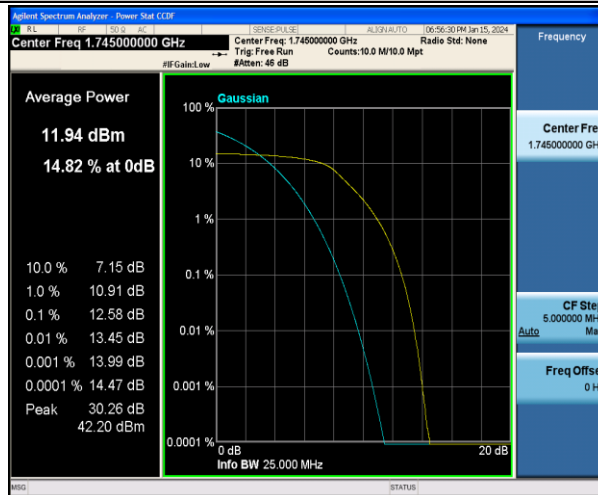 Agilent Spectrum Analyzer - Power Stat CCDF
RL RF 50 Ω AC SENSE:PULSE ALIGNAUTO 06:56:30 PM Jan 15, 2024
Center Freq 1.745000000 GHz
Center Freq: 1.745000000 GHz Radio Std: None
Trig: Free Run Counts:10.0 M/10.0 Mpt
#IFGain:Low #Atten: 46 dB
Frequency
Average Power
11.94 dBm
14.82 % at 0dB
10.0 % 7.15 dB
1.0 % 10.91 dB
0.1 % 12.58 dB
0.01 % 13.45 dB
0.001 % 13.99 dB
0.0001 % 14.47 dB
Peak 30.26 dB
42.20 dBm
Gaussian
100 %
10 %
1 %
0.1 %
0.01 %
0.001 %
0.0001 %
0 dB 20 dB
Info BW 25.000 MHz
Center Fre
1.745000000 GH
CF Ste
5.000000 MH
Auto Ma
Freq Offse
0 H
MSG STATUS